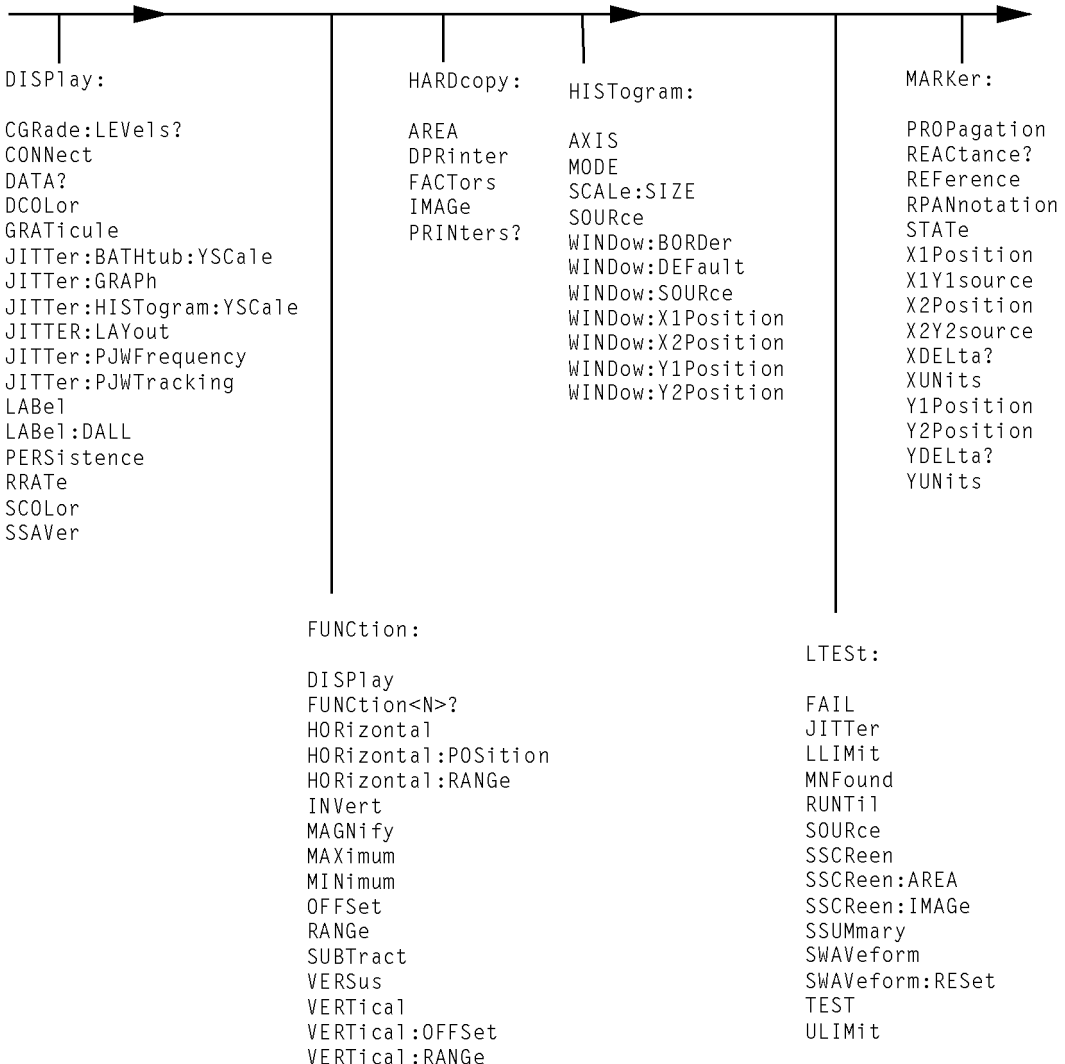 DISPlay:
CGRade:LEVels?
CONNect
DATA?
DCOLor
GRATicule
JITTer:BATHtub:YSCale
JITTer:GRAPh
JITTer:HISTogram:YSCale
JITTER:LAYout
JITTer:PJWFrequency
JITTer:PJWTracking
LABel
LABel:DALL
PERSistence
RRATe
SCOLor
SSAVer
FUNCtion:
DISPlay
FUNCtion<N>?
HORizontal
HORizontal:POSition
HORizontal:RANGe
INVert
MAGNify
MAXimum
MINimum
OFFSet
RANGe
SUBTract
VERSus
VERTical
VERTical:OFFSet
VERTical:RANGe
HARDcopy:
AREA
DPRinter
FACTors
IMAGe
PRINters?
HISTogram:
AXIS
MODE
SCALe:SIZE
SOURce
WINDow:BORDer
WINDow:DEFault
WINDow:SOURce
WINDow:X1Position
WINDow:X2Position
WINDow:Y1Position
WINDow:Y2Position
LTESt:
FAIL
JITTer
LLIMit
MNFound
RUNTil
SOURce
SSCReen
SSCReen:AREA
SSCReen:IMAGe
SSUMmary
SWAVeform
SWAVeform:RESet
TEST
ULIMit
MARKer:
PROPagation
REACtance?
REFerence
RPANnotation
STATe
X1Position
X1Y1source
X2Position
X2Y2source
XDELta?
XUNits
Y1Position
Y2Position
YDELta?
YUNits